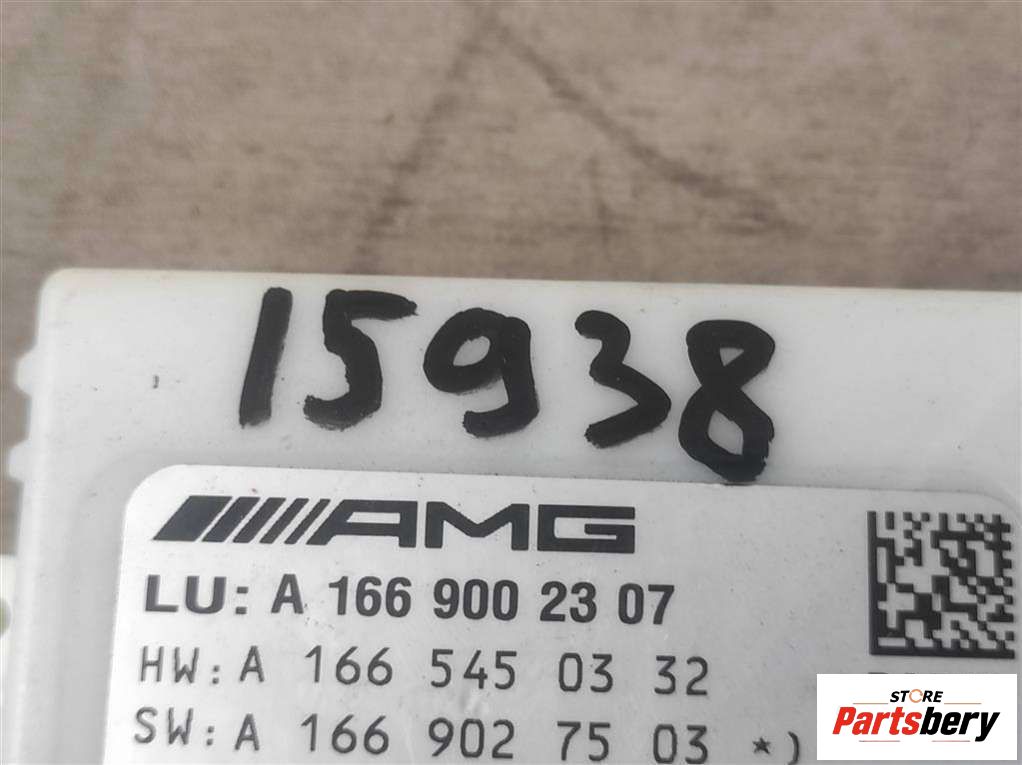 15938
AMG
LU: A 166 900 23 07
HW: A 166 545 03 32
SW: A 166 902 75 03 *)
STORE
Partsbery